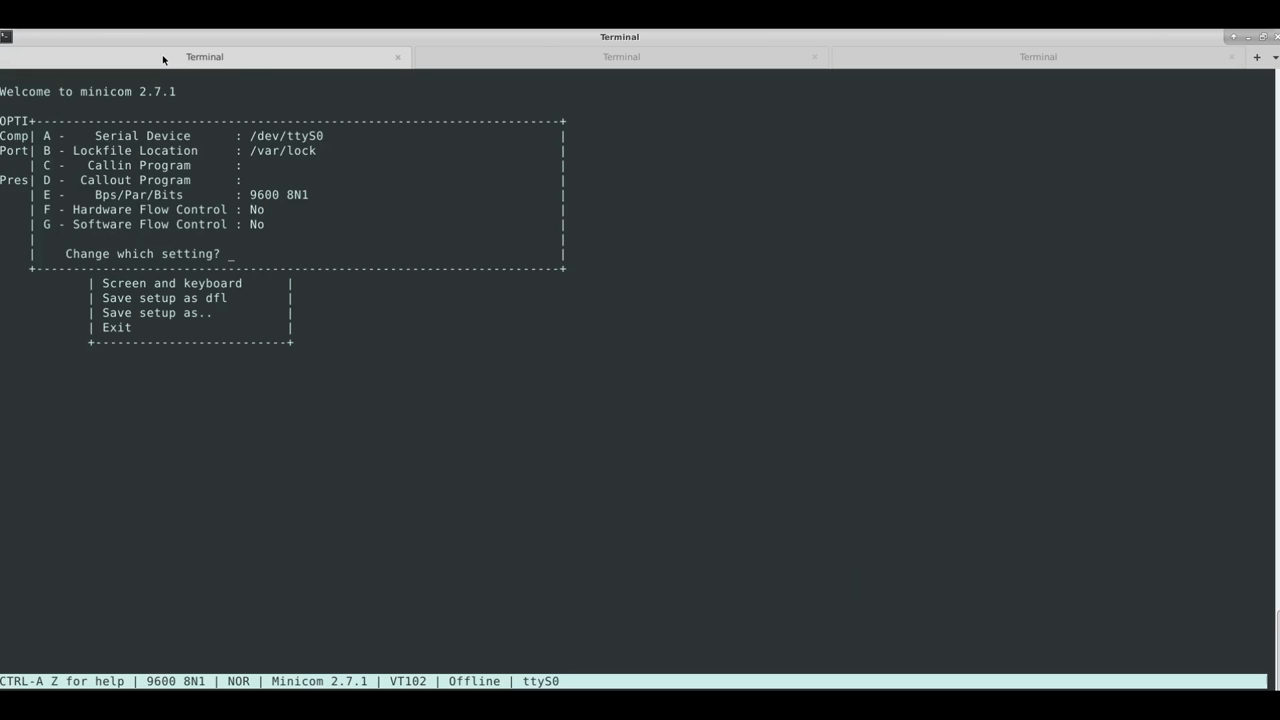 Terminal
Terminal Terminal Terminal
Welcome to minicom 2.7.1
OPTI+-----------------------------------------------------------------------+
Comp| A -    Serial Device      : /dev/ttyS0                                |
Port| B - Lockfile Location     : /var/lock                                 |
    | C -   Callin Program      :                                           |
Pres| D -  Callout Program      :                                           |
    | E -    Bps/Par/Bits       : 9600 8N1                                  |
    | F - Hardware Flow Control : No                                        |
    | G - Software Flow Control : No                                        |
    |                                                                       |
    |    Change which setting? _                                            |
    +-----------------------------------------------------------------------+
            | Screen and keyboard      |
            | Save setup as dfl        |
            | Save setup as..          |
            | Exit                     |
            +--------------------------+
CTRL-A Z for help | 9600 8N1 | NOR | Minicom 2.7.1 | VT102 | Offline | ttyS0